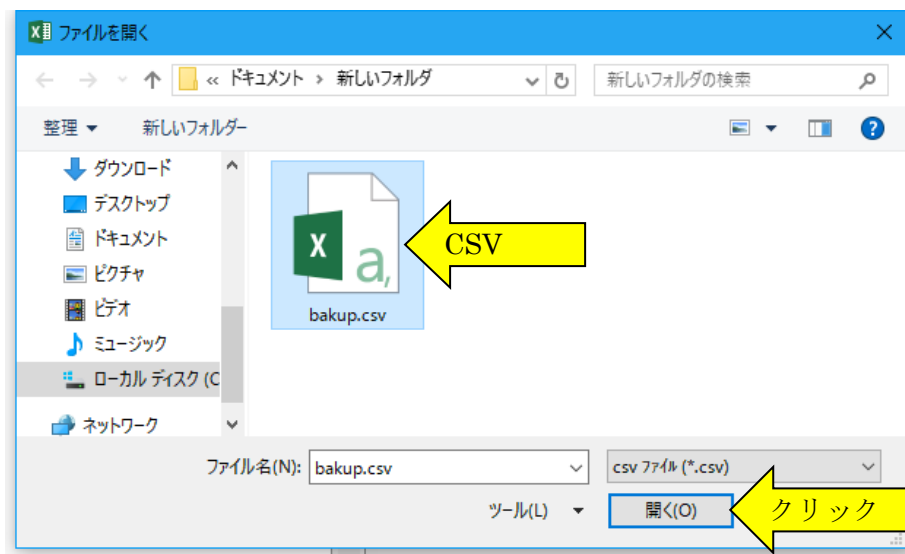 ファイルを開く
« ドキュメント › 新しいフォルダ
新しいフォルダの検索
整理 ▼ 新しいフォルダー
ダウンロード
デスクトップ
ドキュメント
ピクチャ
ビデオ
ミュージック
ローカル ディスク (C
ネットワーク
X a,
bakup.csv
CSV
ファイル名(N): bakup.csv
csv ファイル (*.csv)
ツール(L) ▼
開く(O)
クリック